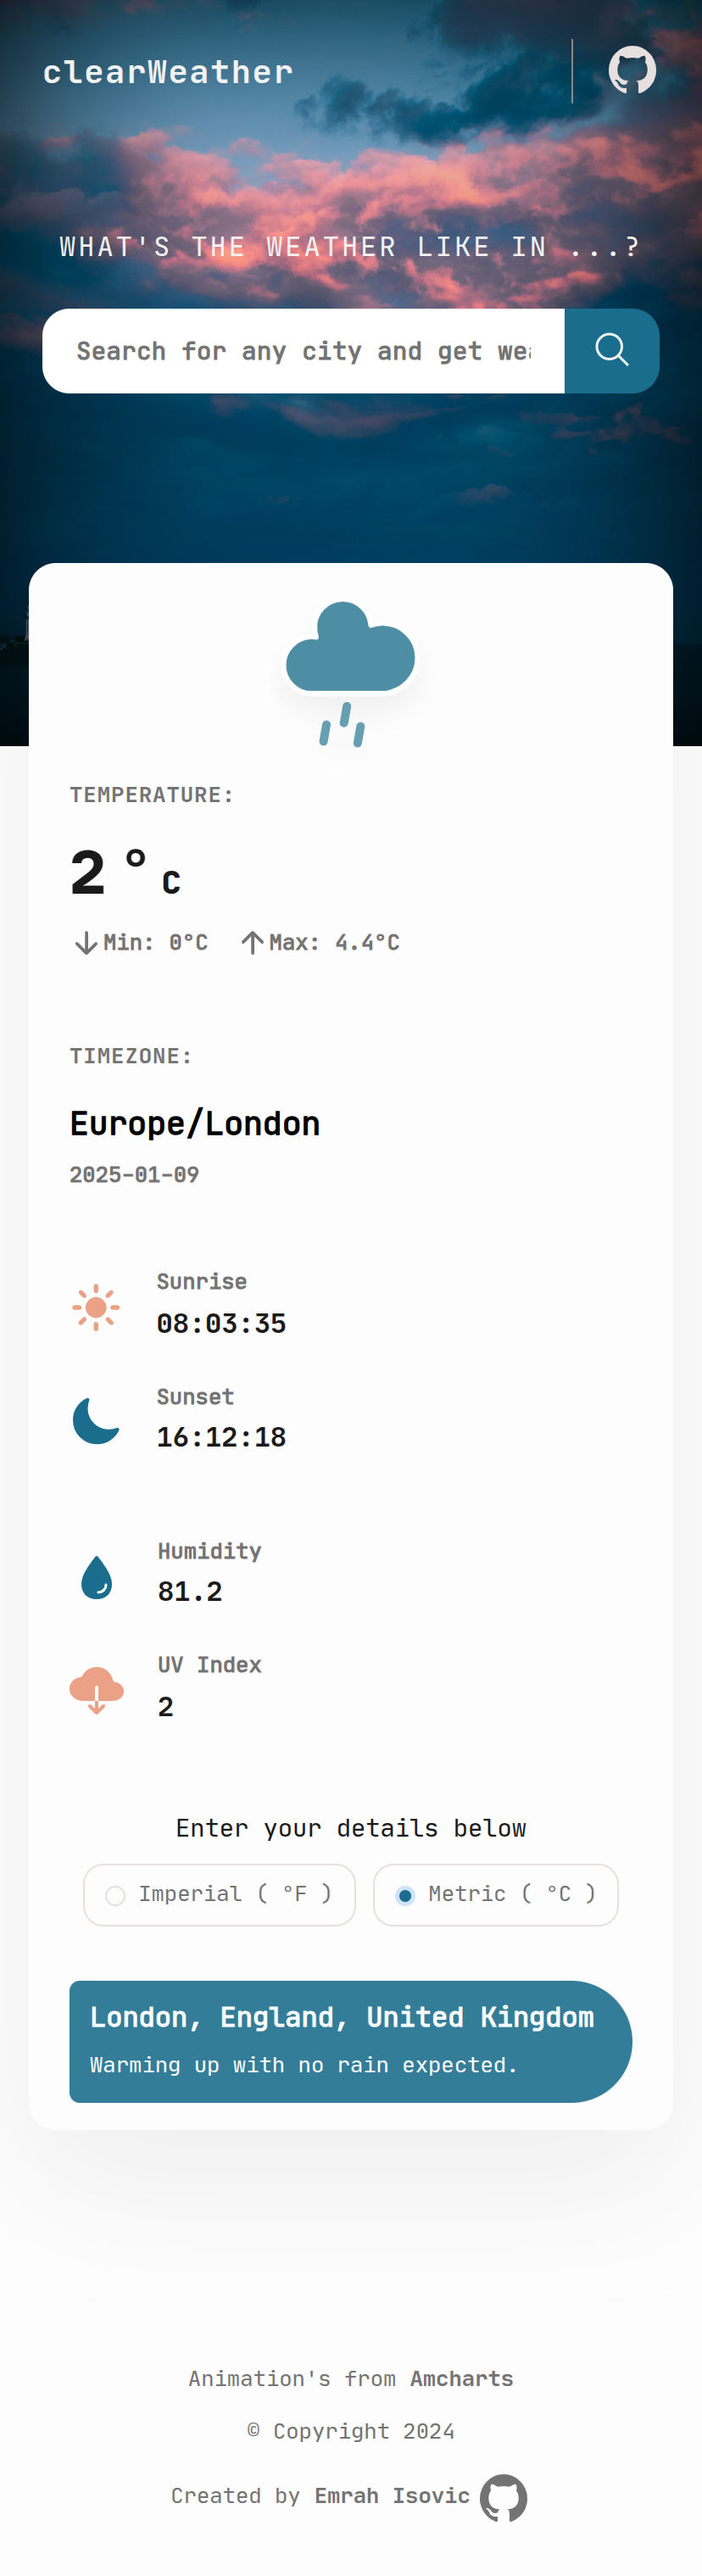 clearWeather
WHAT'S THE WEATHER LIKE IN ...?
Search for any city and get
TEMPERATURE:
2 °C
Min: 0°C Max: 4.4°C
TIMEZONE:
Europe/London
2025-01-09
Sunrise
08:03:35
Sunset
16:12:18
Humidity
81.2
UV Index
2
Enter your details below
Imperial ( °F ) Metric ( °C )
London, England, United Kingdom
Warming up with no rain expected.
Animation's from Amcharts
© Copyright 2024
Created by Emrah Isovic